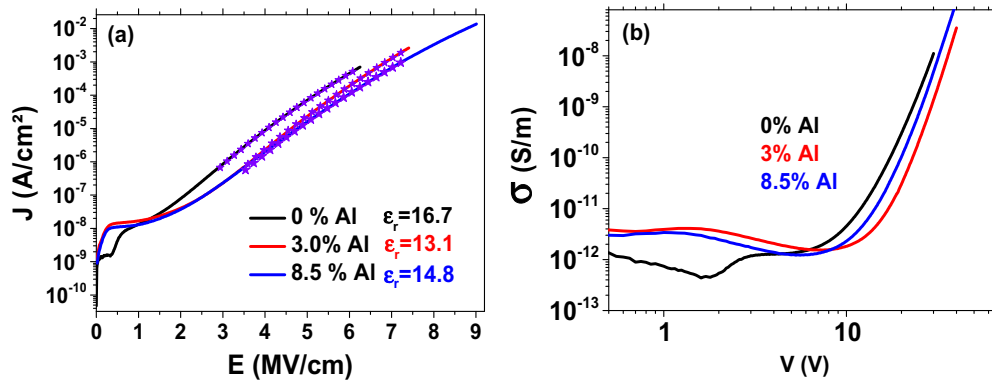 (a)
J (A/cm²)
10⁻²
10⁻³
10⁻⁴
10⁻⁵
10⁻⁶
10⁻⁷
10⁻⁸
10⁻⁹
10⁻¹⁰
0 % Al εr=16.7
3.0% Al εr=13.1
8.5 % Al εr=14.8
0 1 2 3 4 5 6 7 8 9
E (MV/cm)
(b)
σ (S/m)
10⁻⁸
10⁻⁹
10⁻¹⁰
10⁻¹¹
10⁻¹²
10⁻¹³
0% Al
3% Al
8.5% Al
1 10
V (V)